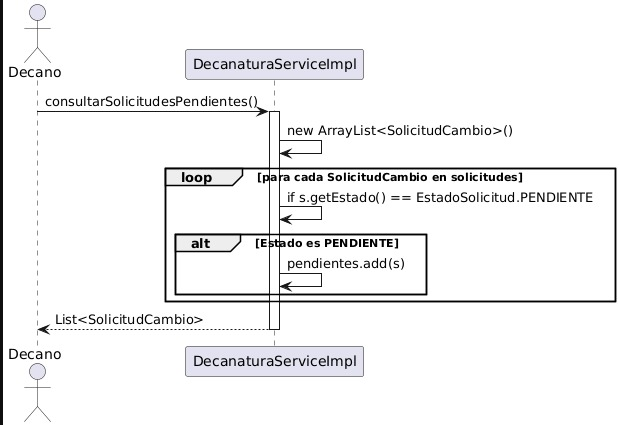 Decano
DecanaturaServiceImpl
consultarSolicitudesPendientes()
new ArrayList<SolicitudCambio>()
loop [para cada SolicitudCambio en solicitudes]
if s.getEstado() == EstadoSolicitud.PENDIENTE
alt [Estado es PENDIENTE]
pendientes.add(s)
List<SolicitudCambio>
Decano
DecanaturaServiceImpl